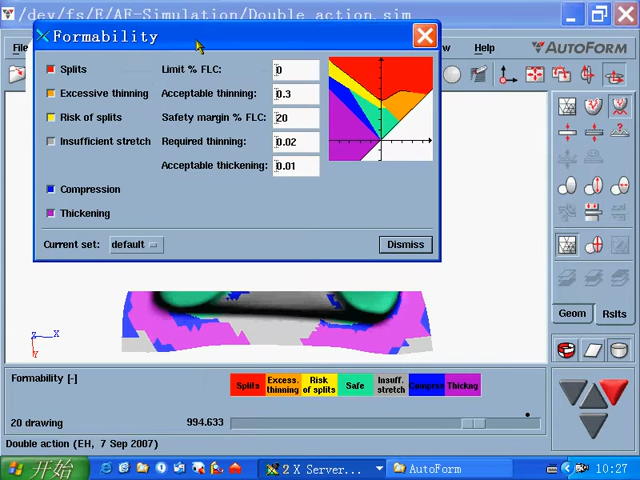 /dev/fs/E/AF-Simulation/Double action.sim
Formability
File
w
Help
AUTOFORM
Splits
Limit % FLC:
0
Excessive thinning
Acceptable thinning:
0.3
Risk of splits
Safety margin % FLC:
20
Insufficient stretch
Required thinning:
0.02
Acceptable thickening:
0.01
Compression
Thickening
Current set:
default
Dismiss
Geom
Rslts
Z
X
Y
Formability [-]
Splits
Excess. thinning
Risk of splits
Safe
Insuff. stretch
Compress
Thickng
20 drawing
994.633
Double action (EH, 7 Sep 2007)
开始
2 X Server...
AutoForm
10:27